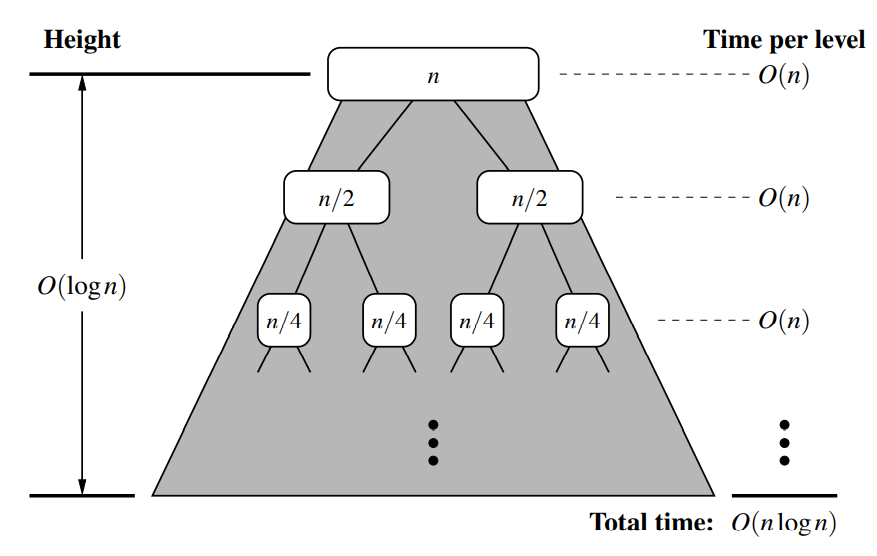 Height Time per level
n O(n)
n/2 n/2 O(n)
O(log n)
n/4 n/4 n/4 n/4 O(n)
Total time: O(n log n)